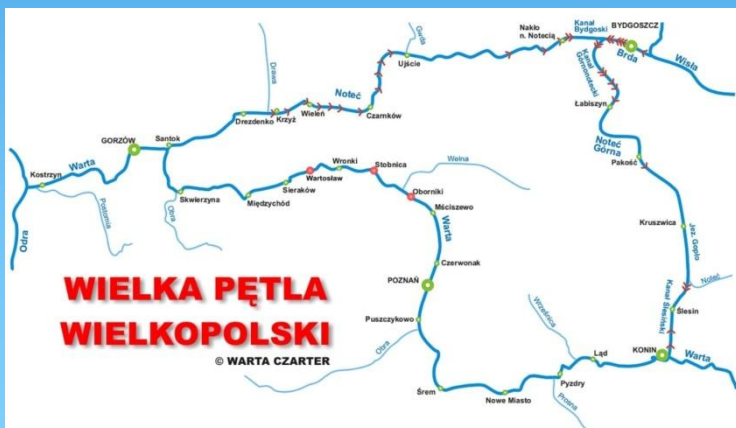 Kanał
Bydgoski
BYDGOSZCZ
Nakło
n. Notecią
Gwda
Ujście
Brda
Wisła
Kanał
Górnonotecki
Drawa
Noteć
Wieleń
Krzyż
Drezdenko
Czarnków
Łabiszyn
Noteć
Górna
Pakość
GORZÓW
Santok
Wronki
Stobnica
Wełna
Kostrzyn
Warta
Wartosław
Sieraków
Międzychód
Skwierzyna
Obra
Postomia
Oborniki
Mściszewo
Warta
Kruszwica
Jez. Gopło
Odra
Czerwonak
POZNAŃ
Noteć
Kanał Ślesiński
Ślesin
WIELKA PĘTLA
WIELKOPOLSKI
© WARTA CZARTER
Puszczykowo
Obra
Września
Ląd
KONIN
Warta
Pyzdry
Prosna
Śrem
Nowe Miasto